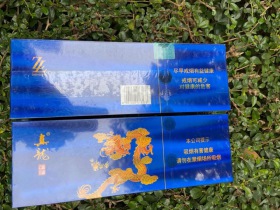 早早戒烟有益健康
戒烟可减少
对健康的危害
真龙
本公司提示
吸烟有害健康
请勿在禁烟场所吸烟